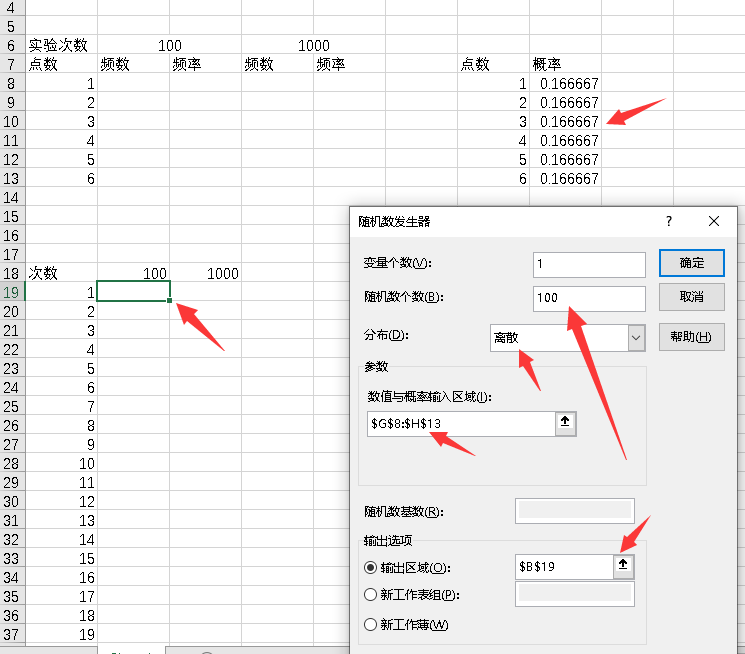 4
5
6 实验次数 100 1000
7 点数 频数 频率 频数 频率 点数 概率
8 1 1 0.166667
9 2 2 0.166667
10 3 3 0.166667
11 4 4 0.166667
12 5 5 0.166667
13 6 6 0.166667
14
15
16
17
18 次数 100 1000
19 1
20 2
21 3
22 4
23 5
24 6
25 7
26 8
27 9
28 10
29 11
30 12
31 13
32 14
33 15
34 16
35 17
36 18
37 19
随机数发生器 ?
变量个数(V): 1 确定
随机数个数(B): 100 取消
分布(D): 离散 帮助(H)
参数
数值与概率输入区域(I):
$G$8:$H$13
随机数基数(R):
输出选项
输出区域(O): $B$19
新工作表组(P):
新工作薄(W)